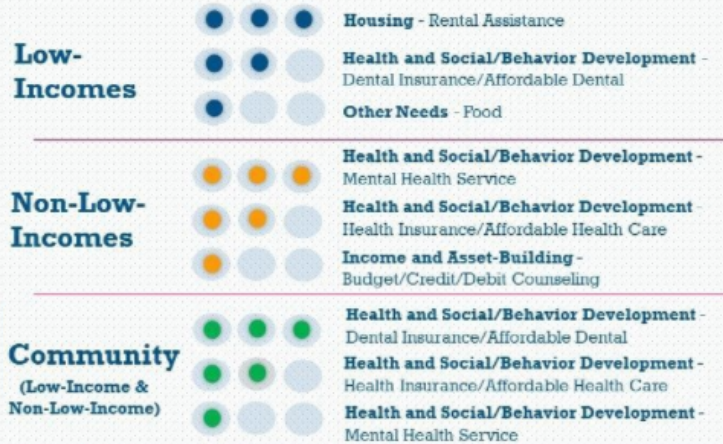 Low-
Incomes
Housing - Rental Assistance
Health and Social/Behavior Development -
Dental Insurance/Affordable Dental
Other Needs - Food
Non-Low-
Incomes
Health and Social/Behavior Development -
Mental Health Service
Health and Social/Behavior Development -
Health Insurance/Affordable Health Care
Income and Asset-Building -
Budget/Credit/Debit Counseling
Community
(Low-Income &
Non-Low-Income)
Health and Social/Behavior Development -
Dental Insurance/Affordable Dental
Health and Social/Behavior Development -
Health Insurance/Affordable Health Care
Health and Social/Behavior Development -
Mental Health Service